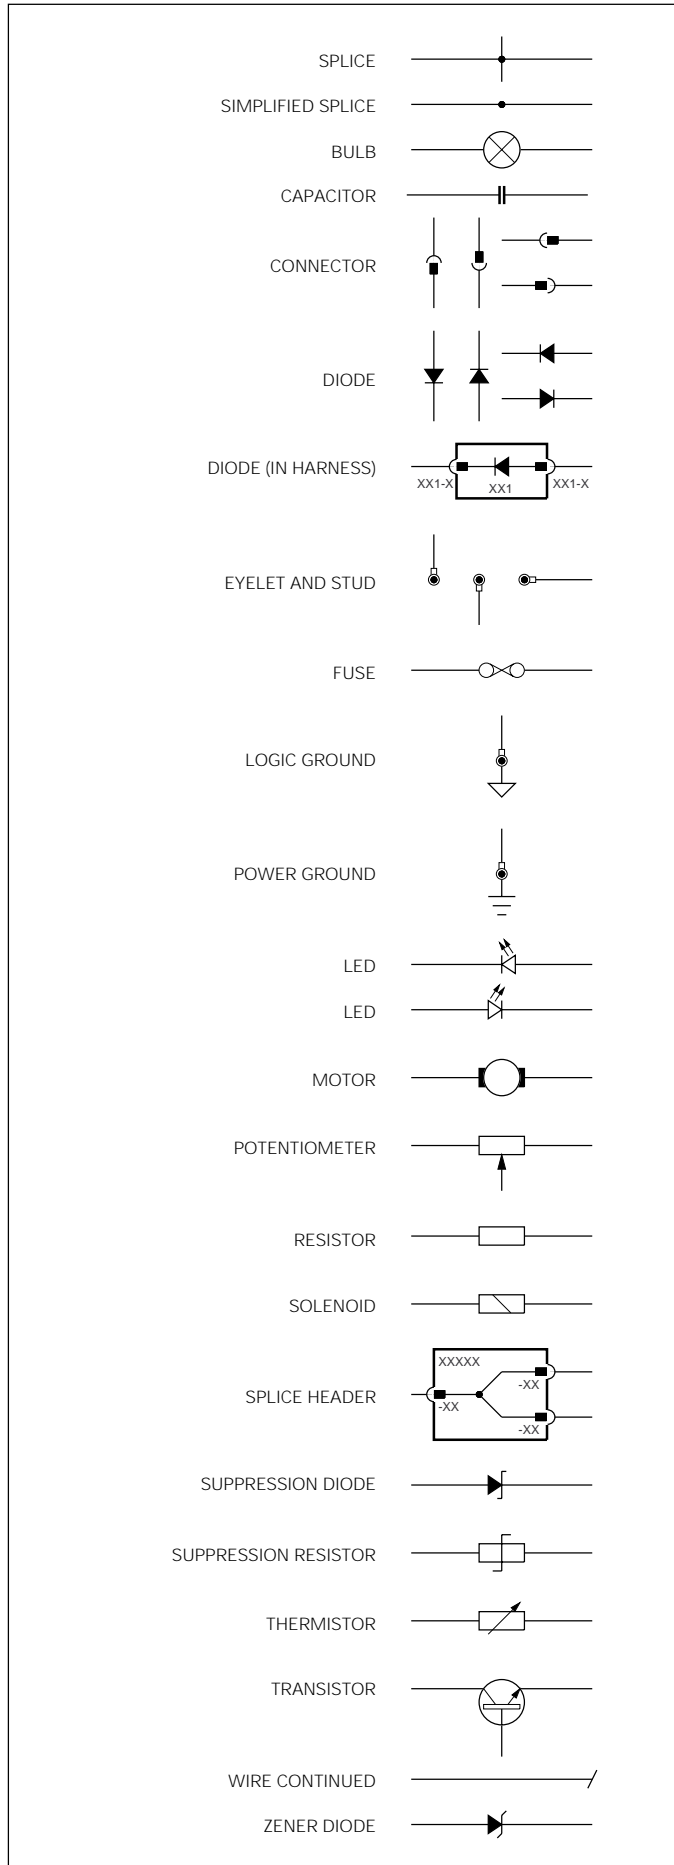 SPLICE
SIMPLIFIED SPLICE
BULB
CAPACITOR
CONNECTOR
DIODE
DIODE (IN HARNESS)
XX1-X XX1 XX1-X
EYELET AND STUD
FUSE
LOGIC GROUND
POWER GROUND
LED
LED
MOTOR
POTENTIOMETER
RESISTOR
SOLENOID
XXXXX
-XX
SPLICE HEADER
-XX
-XX
SUPPRESSION DIODE
SUPPRESSION RESISTOR
THERMISTOR
TRANSISTOR
WIRE CONTINUED
ZENER DIODE